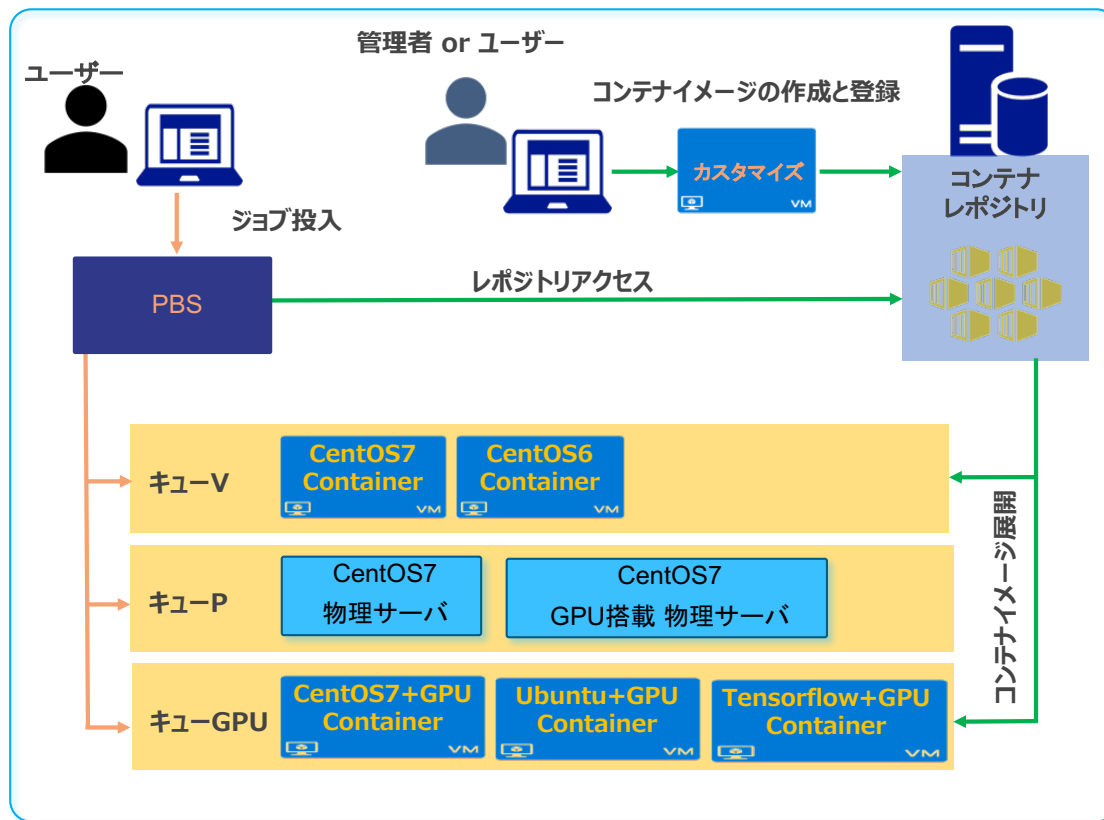 管理者 or ユーザー
ユーザー
コンテナイメージの作成と登録
カスタマイズ
VM
コンテナ
レポジトリ
ジョブ投入
PBS
レポジトリアクセス
キューV
CentOS7
Container
VM
CentOS6
Container
VM
キューP
CentOS7
物理サーバ
CentOS7
GPU搭載 物理サーバ
キューGPU
CentOS7+GPU
Container
VM
Ubuntu+GPU
Container
VM
Tensorflow+GPU
Container
VM
コンテナイメージ展開